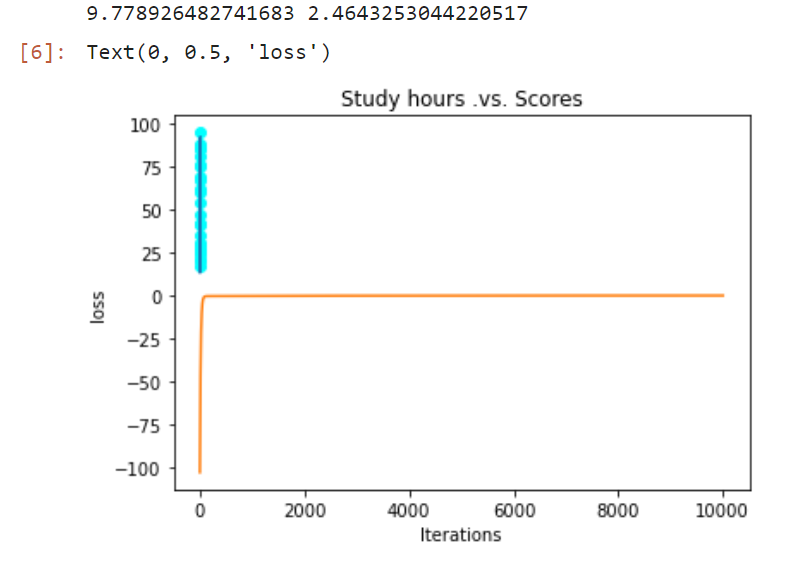 9.778926482741683 2.4643253044220517
[6]: Text(0, 0.5, 'loss')
Study hours .vs. Scores
100
75
50
25
0
−25
−50
−75
−100
loss
0 2000 4000 6000 8000 10000
Iterations